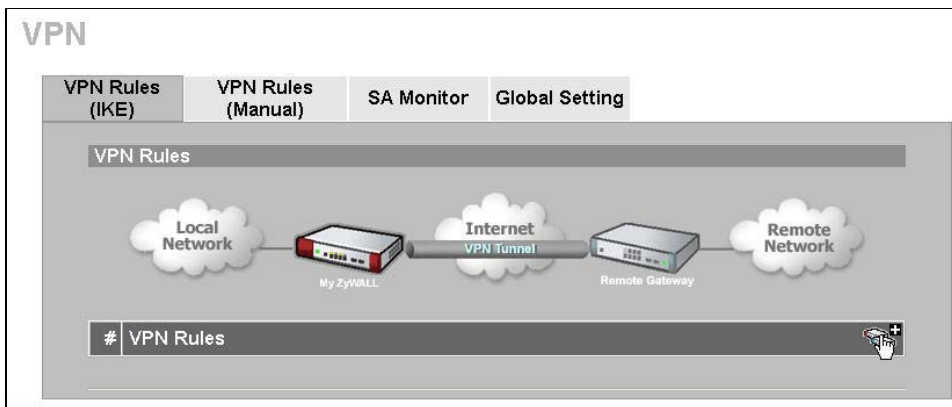 VPN
VPN Rules
(IKE)
VPN Rules
(Manual)
SA Monitor
Global Setting
VPN Rules
Local
Network
My ZyWALL
Internet
VPN Tunnel
Remote Gateway
Remote
Network
# VPN Rules